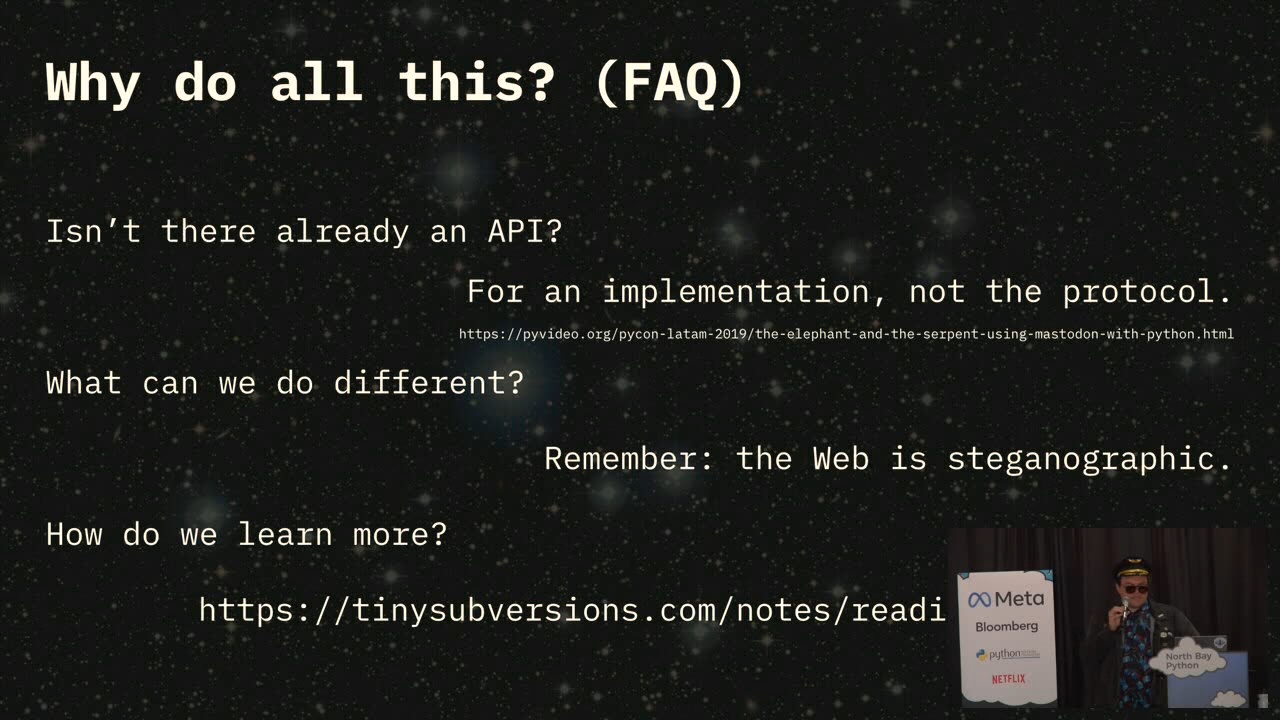 Why do all this? (FAQ)
Isn’t there already an API?
For an implementation, not the protocol.
https://pyvideo.org/pycon-latam-2019/the-elephant-and-the-serpent-using-mastodon-with-python.html
What can we do different?
Remember: the Web is steganographic.
How do we learn more?
https://tinysubversions.com/notes/readi
Meta
Bloomberg
python
NETFLIX
North Bay
Python